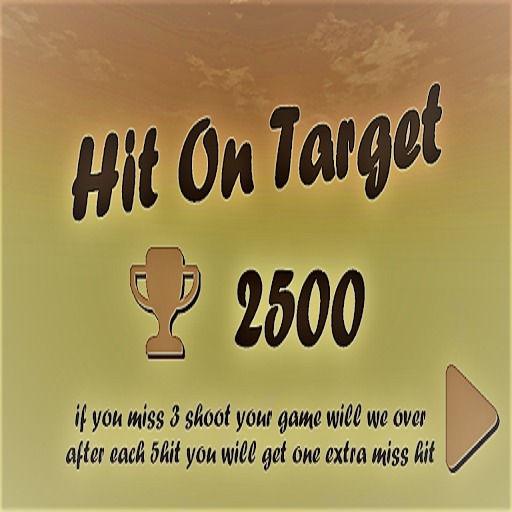 Hit On Target
2500
if you miss 3 shoot your game will we over
after each 5hit you will get one extra miss hit